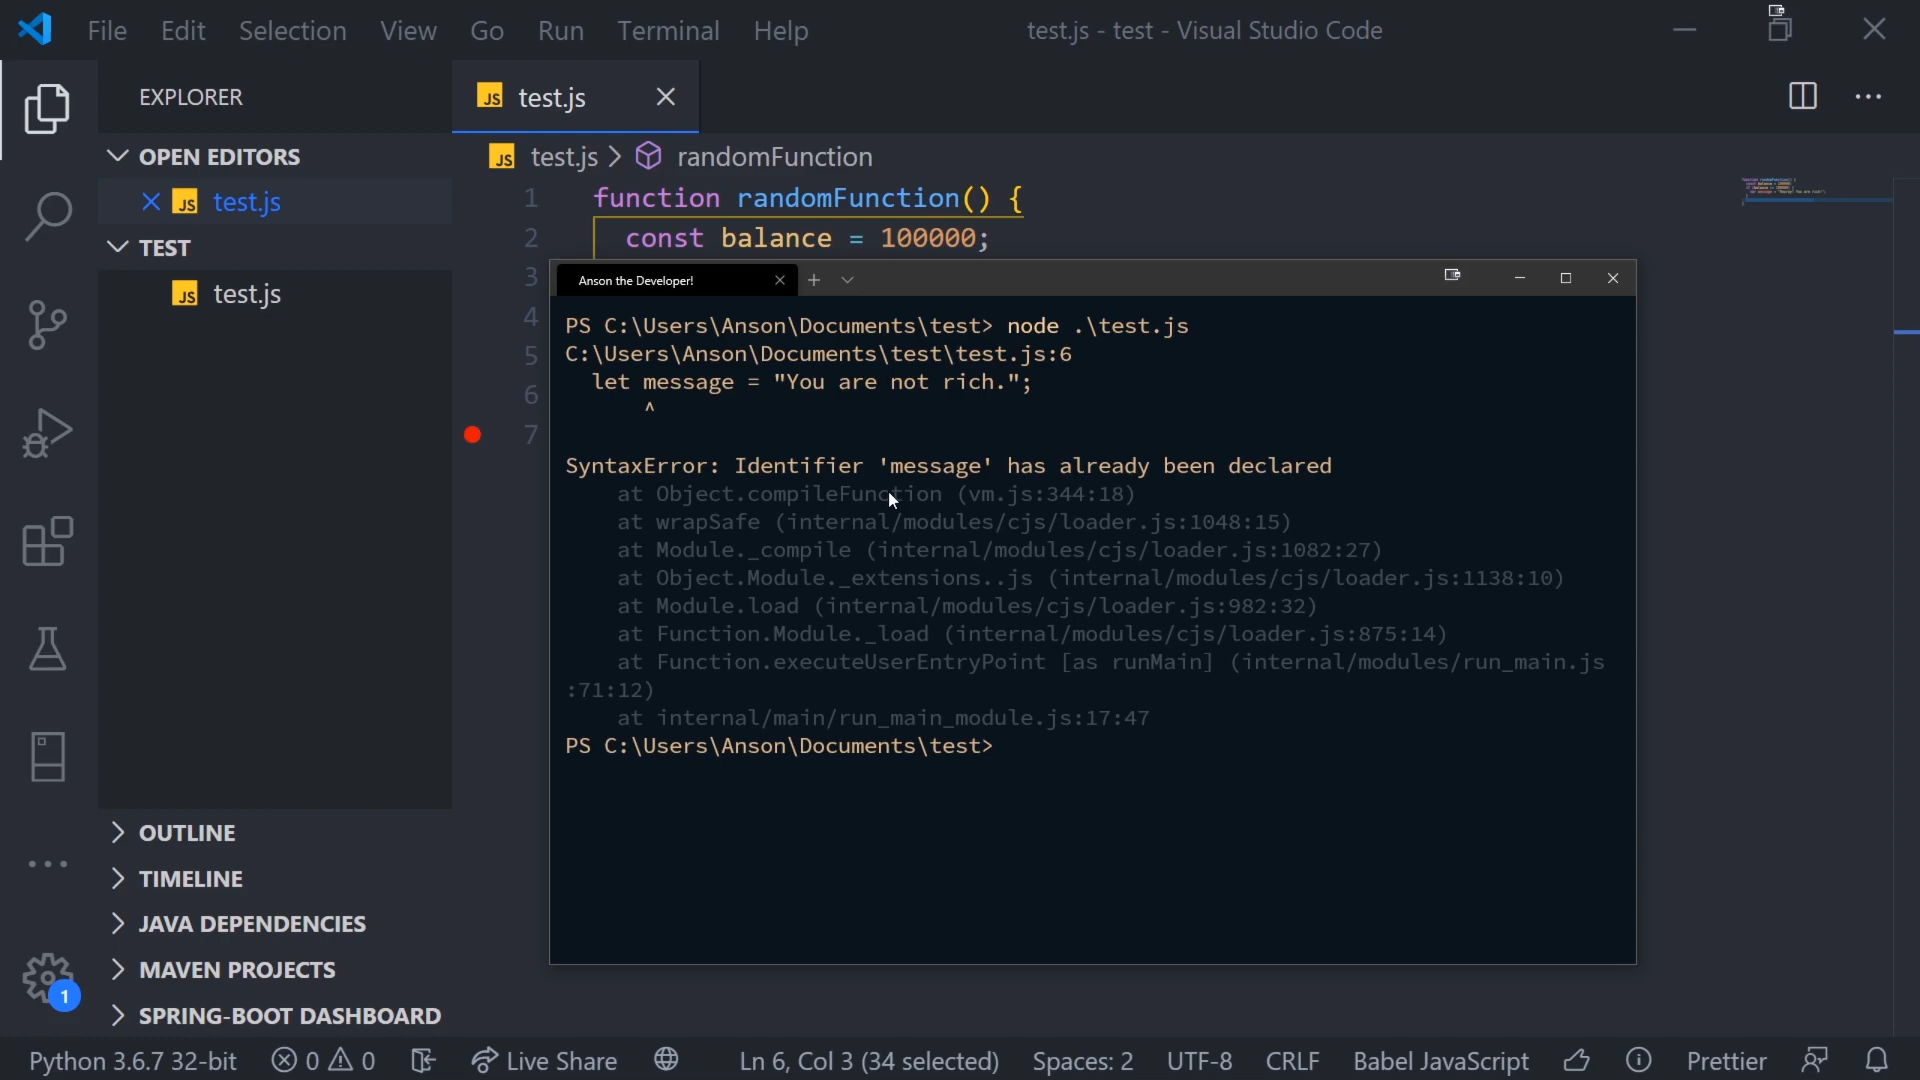 File Edit Selection View Go Run Terminal Help test.js - test - Visual Studio Code
EXPLORER
JS test.js
OPEN EDITORS
JS test.js
TEST
JS test.js
OUTLINE
TIMELINE
JAVA DEPENDENCIES
MAVEN PROJECTS
SPRING-BOOT DASHBOARD
1
JS test.js > randomFunction
1 function randomFunction() {
2 const balance = 100000;
3
4
5
6
7
Anson the Developer!
PS C:\Users\Anson\Documents\test> node .\test.js
C:\Users\Anson\Documents\test\test.js:6
let message = "You are not rich.";
^
SyntaxError: Identifier 'message' has already been declared
at Object.compileFunction (vm.js:344:18)
at wrapSafe (internal/modules/cjs/loader.js:1048:15)
at Module._compile (internal/modules/cjs/loader.js:1082:27)
at Object.Module._extensions..js (internal/modules/cjs/loader.js:1138:10)
at Module.load (internal/modules/cjs/loader.js:982:32)
at Function.Module._load (internal/modules/cjs/loader.js:875:14)
at Function.executeUserEntryPoint [as runMain] (internal/modules/run_main.js
:71:12)
at internal/main/run_main_module.js:17:47
PS C:\Users\Anson\Documents\test>
Python 3.6.7 32-bit 0 0 Live Share Ln 6, Col 3 (34 selected) Spaces: 2 UTF-8 CRLF Babel JavaScript Prettier